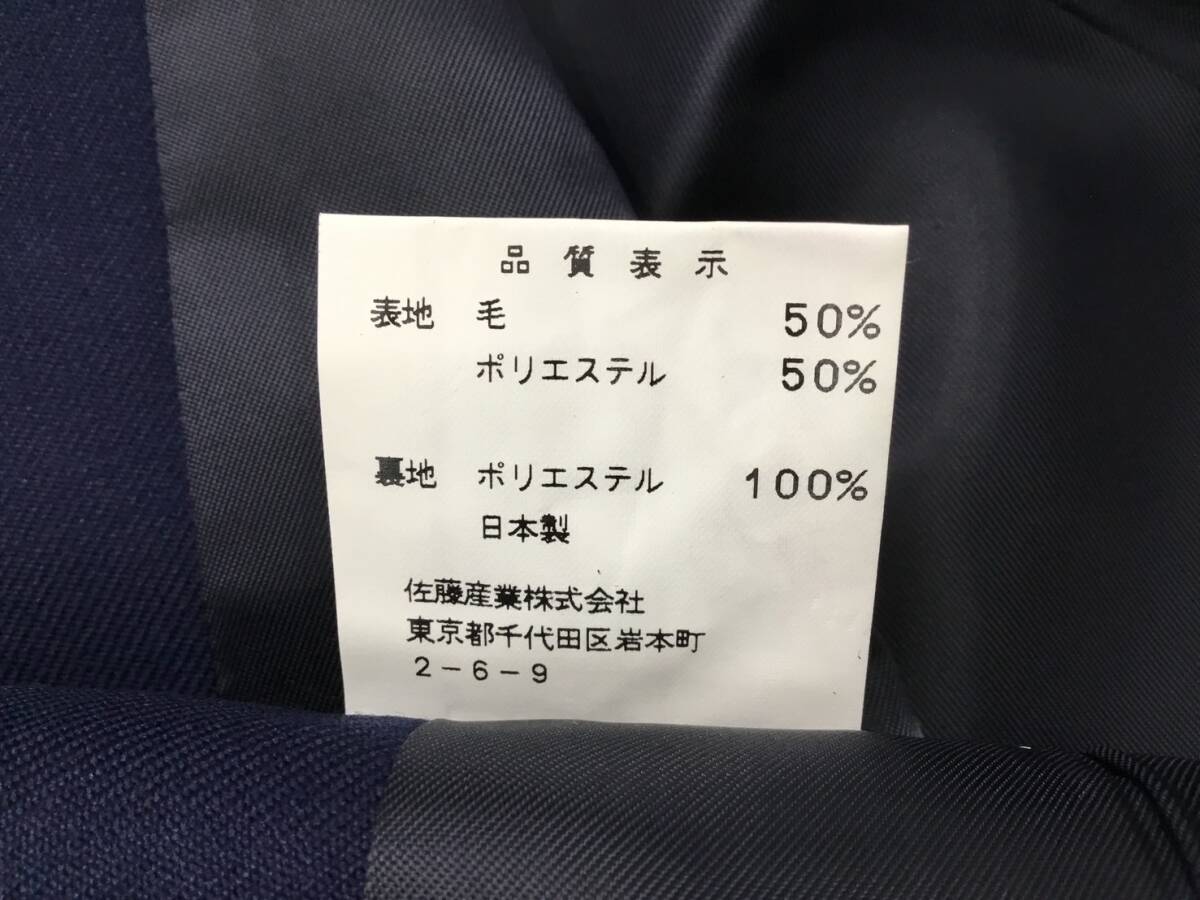 品質表示
表地 毛 50%
ポリエステル 50%
裏地 ポリエステル 100%
日本製
佐藤産業株式会社
東京都千代田区岩本町
2-6-9